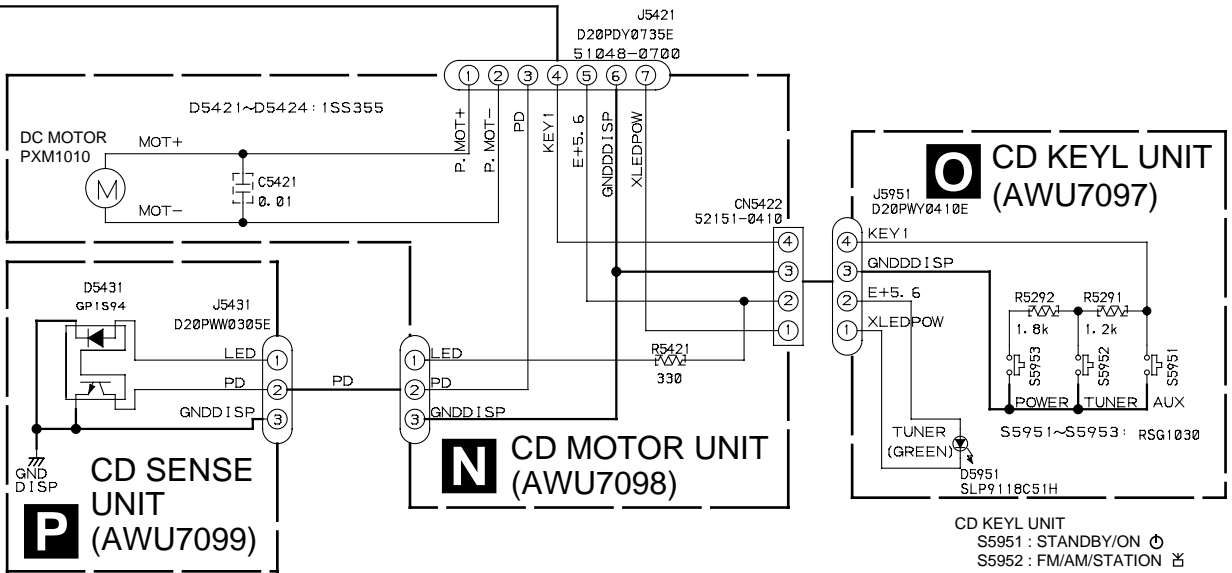 J5421
D20PDY0735E
51048-0700
1 2 3 4 5 6 7
D5421~D5424 : 1SS355
DC MOTOR
PXM1010
MOT+
M
MOT-
C5421
0.01
P. MOT+
P. MOT-
PD
KEY1
E+5.6
GNDDDISP
XLEDPOW
CN5422
52151-0410
4
3
2
1
O CD KEYL UNIT
(AWU7097)
J5951
D20PWY0410E
4 KEY1
3 GNDDDISP
2 E+5.6
1 XLEDPOW
R5292
1.8k
R5291
1.2k
S5953
S5952
S5951
POWER
TUNER
AUX
S5951~S5953 : RSG1030
TUNER
(GREEN)
D5951
SLP9118C51H
D5431
GP1S94
J5431
D20PWW0305E
LED 1
PD 2
GNDDISP 3
PD
1 LED
2 PD
3 GNDDISP
R5421
330
GND
DISP
P CD SENSE
UNIT
(AWU7099)
N CD MOTOR UNIT
(AWU7098)
CD KEYL UNIT
S5951 : STANDBY/ON
S5952 : FM/AM/STATION